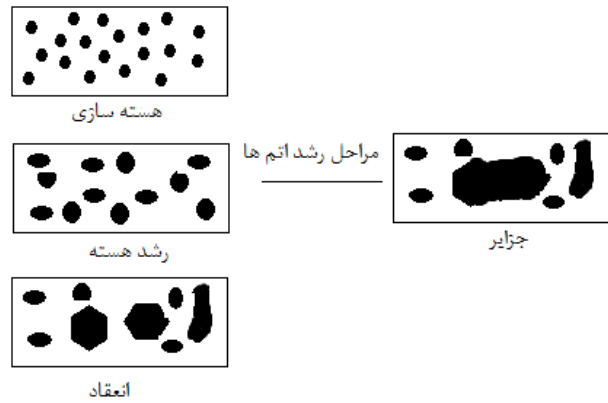 هسته سازی
مراحل رشد اتم ها
جزایر
رشد هسته
انعقاد